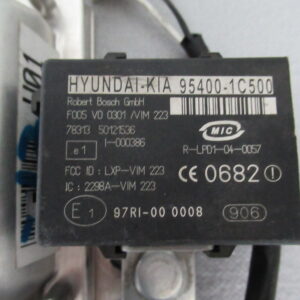 HYUNDAI-KIA 95400-1C500
Robert Bosch GmbH
F005 V0 0301 /VIM 223
78313 50121536
I-000386
e1
MIC
R-LPD1-04-0057
FCC ID : LXP-VIM 223
IC : 2298A-VIM 223
CE 0682
E1 97RI-00 0008 906
H01